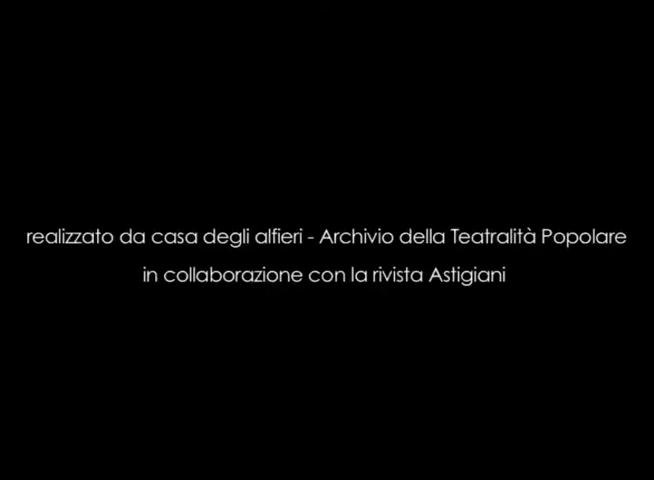 realizzato da casa degli alfieri - Archivio della Teatralità Popolare
in collaborazione con la rivista Astigiani